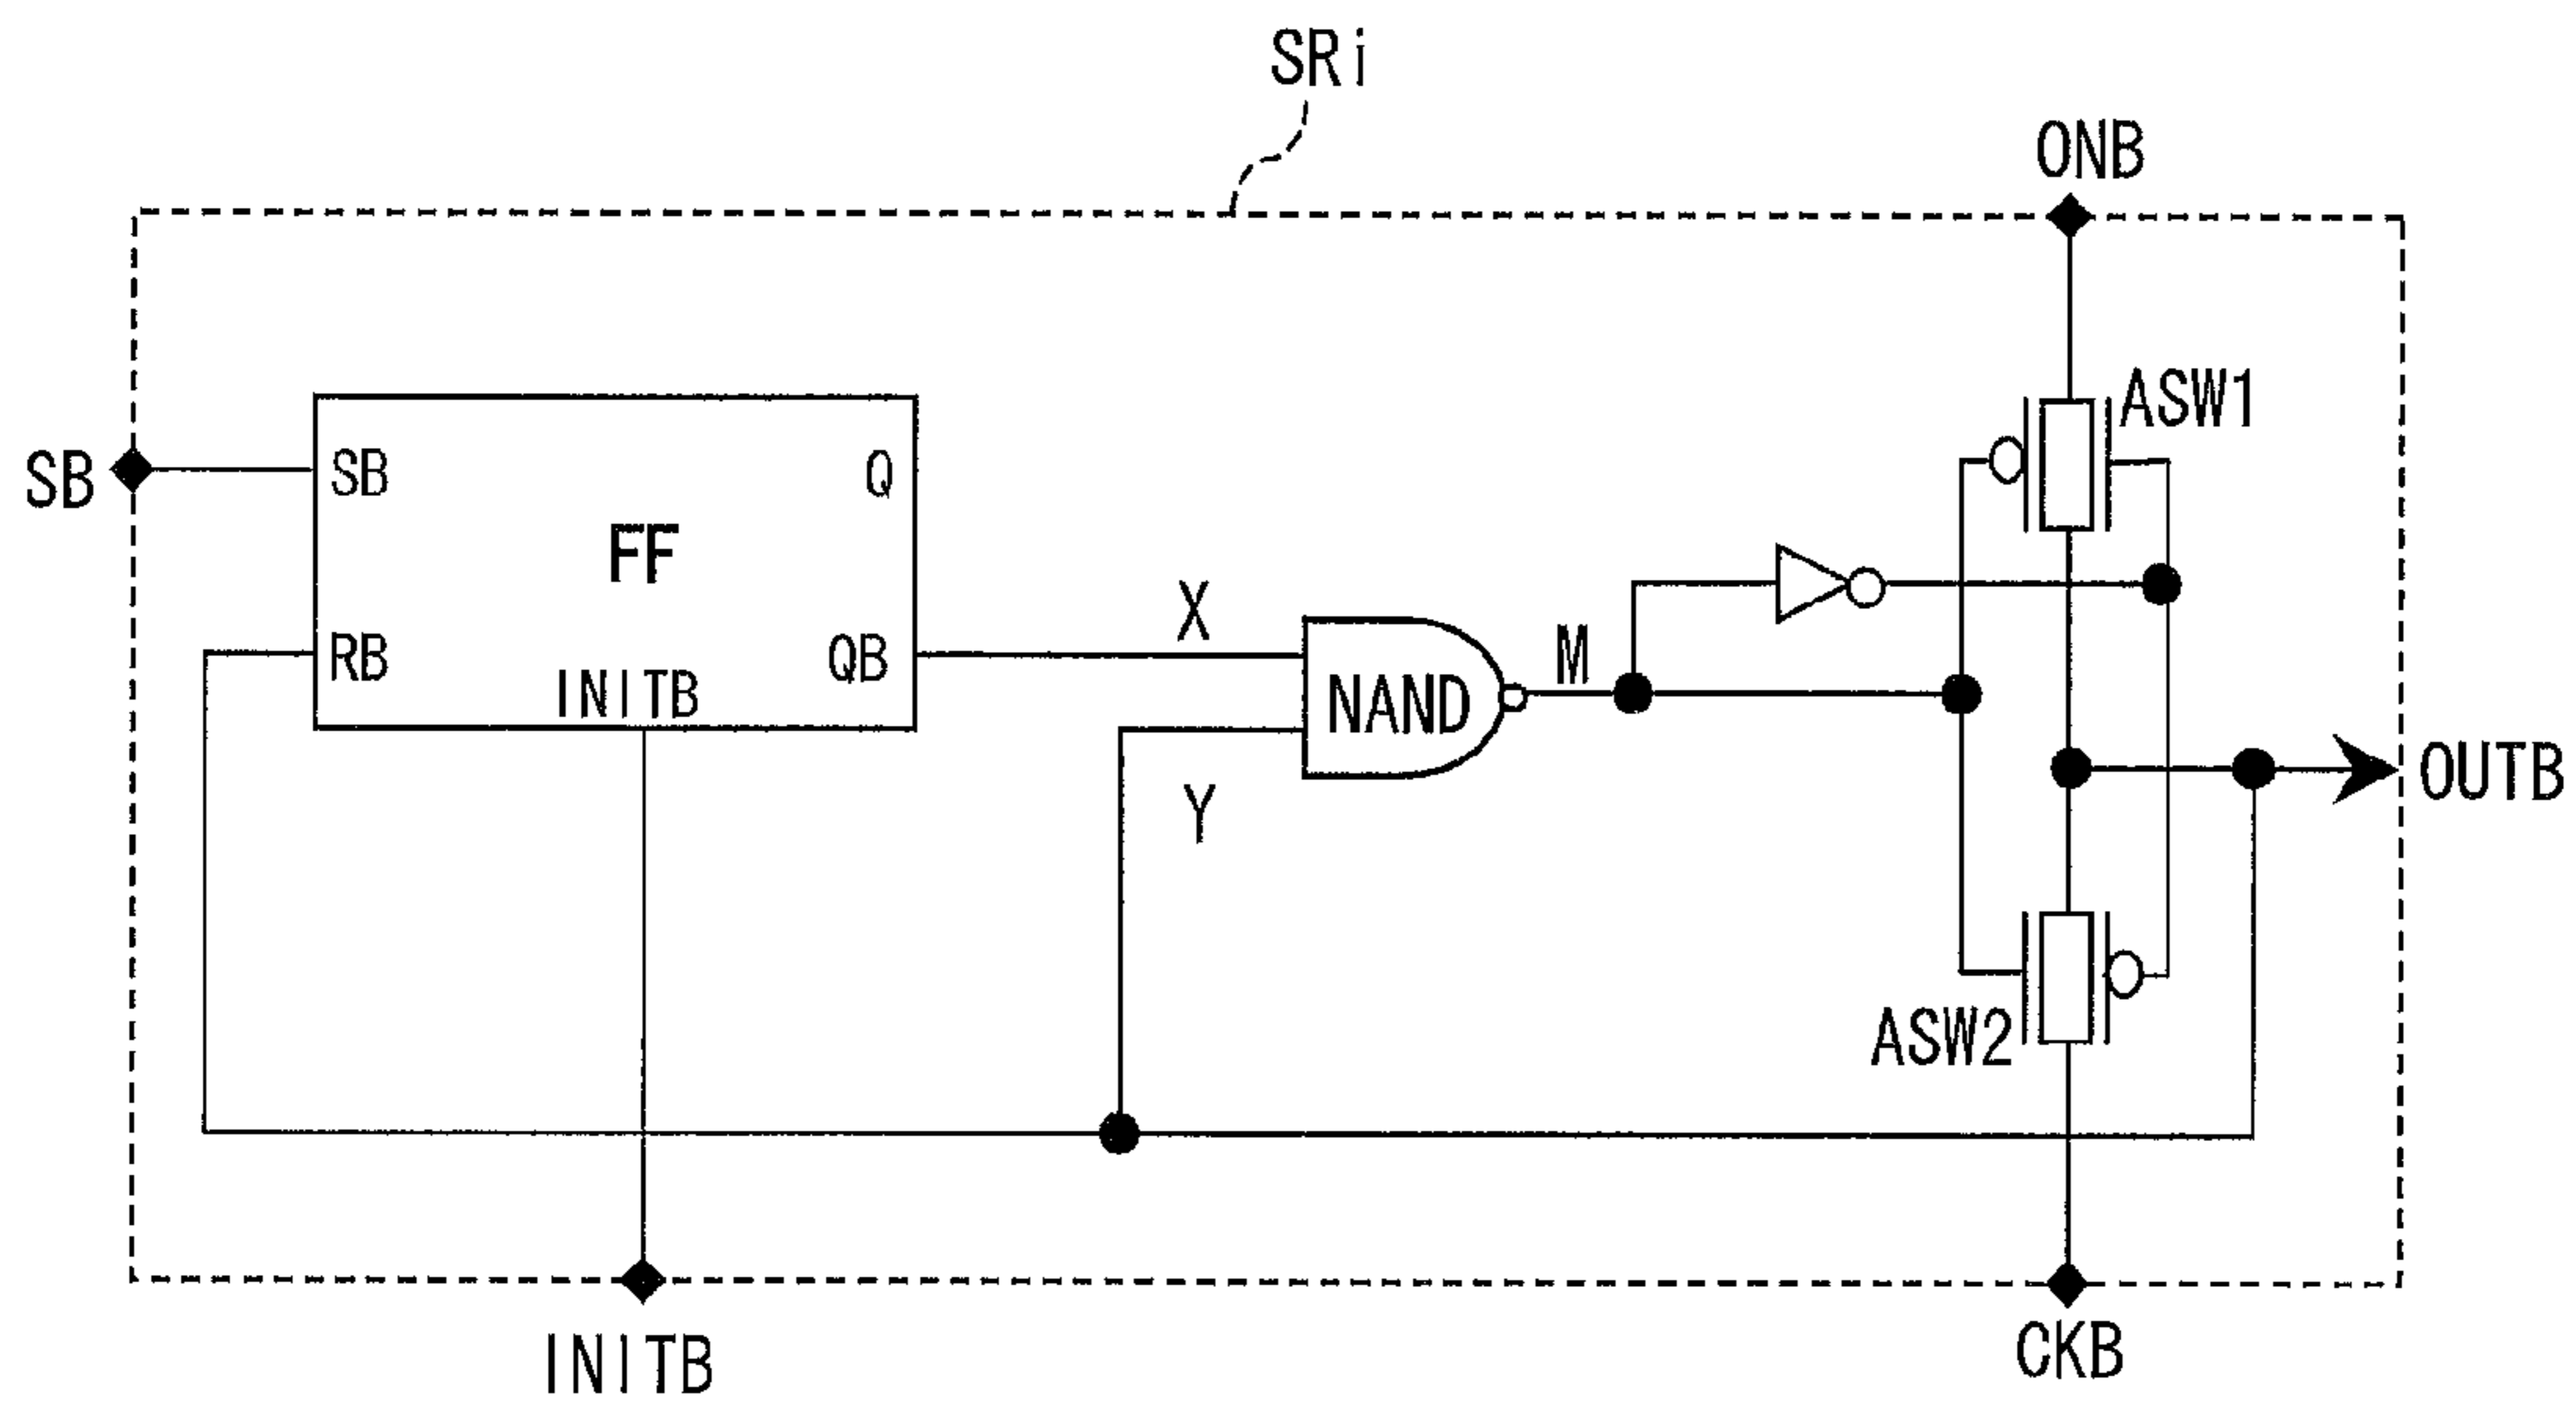 SRi
ONB
ASW1
SB
SB
Q
FF
X
RB
QB
INITB
M
NAND
OUTB
Y
ASW2
INITB
CKB